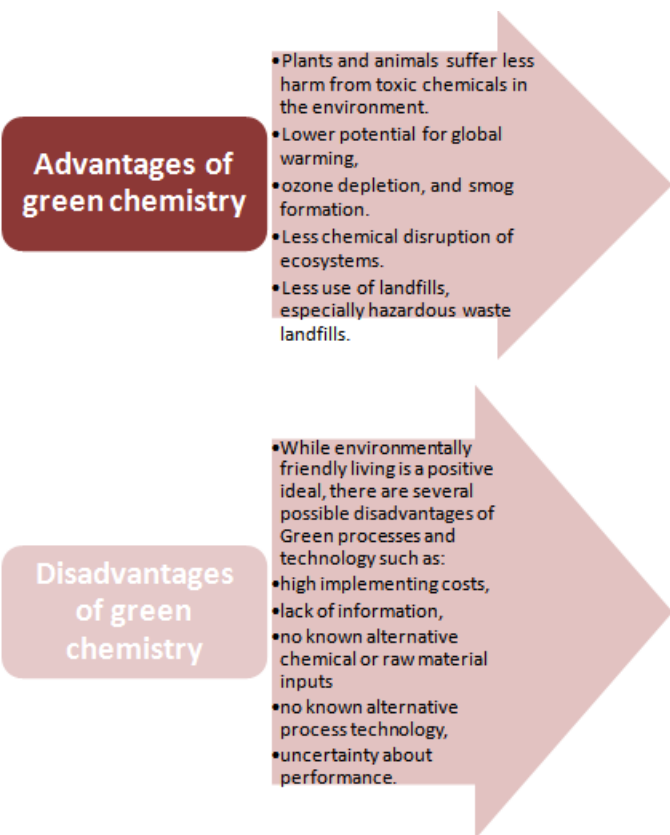 Advantages of
green chemistry
•Plants and animals suffer less
harm from toxic chemicals in
the environment.
•Lower potential for global
warming,
•ozone depletion, and smog
formation.
•Less chemical disruption of
ecosystems.
•Less use of landfills,
especially hazardous waste
landfills.
Disadvantages
of green
chemistry
•While environmentally
friendly living is a positive
ideal, there are several
possible disadvantages of
Green processes and
technology such as:
•high implementing costs,
•lack of information,
•no known alternative
chemical or raw material
inputs
•no known alternative
process technology,
•uncertainty about
performance.